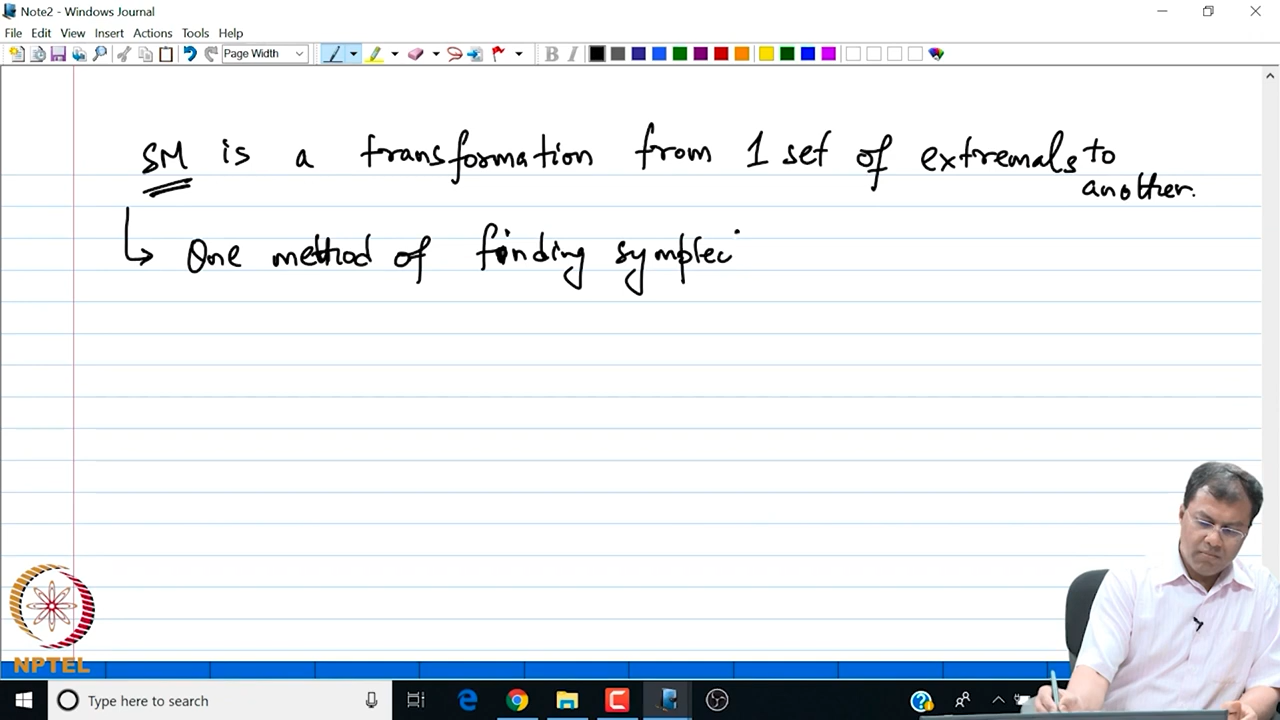 Note2 - Windows Journal
File Edit View Insert Actions Tools Help
Page Width
B I
SM is a transformation from 1 set of extremals to
another.
One method of finding symplec
NPTEL
Type here to search